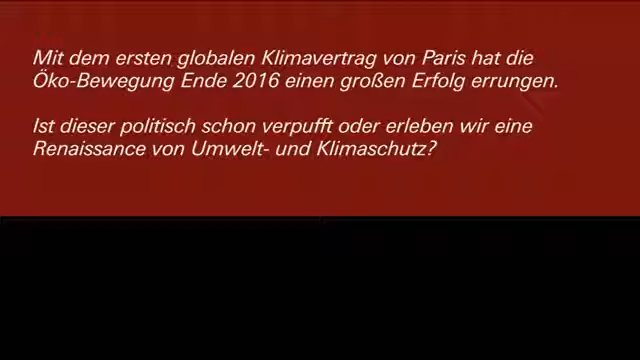 Mit dem ersten globalen Klimavertrag von Paris hat die
Öko-Bewegung Ende 2016 einen großen Erfolg errungen.
Ist dieser politisch schon verpufft oder erleben wir eine
Renaissance von Umwelt- und Klimaschutz?